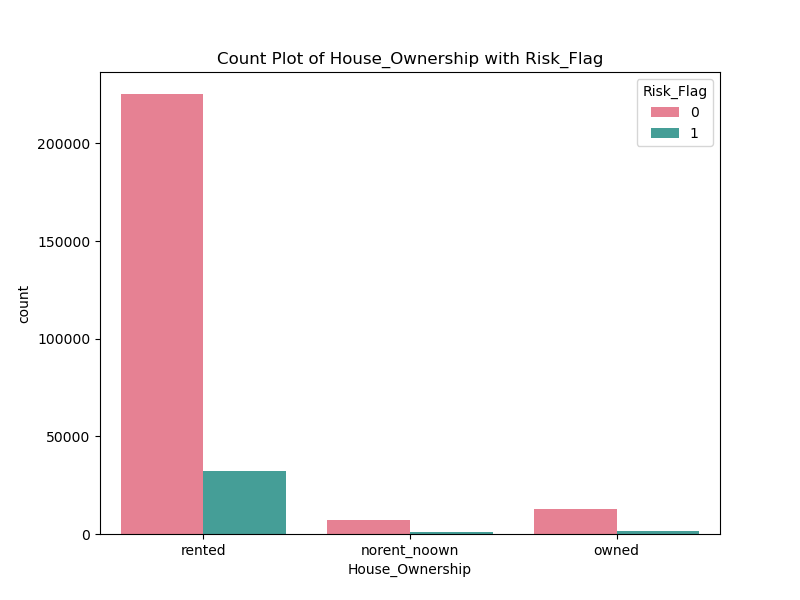 Count Plot of House_Ownership with Risk_Flag
Risk_Flag
0
1
200000
150000
100000
50000
0
count
rented
norent_noown
owned
House_Ownership